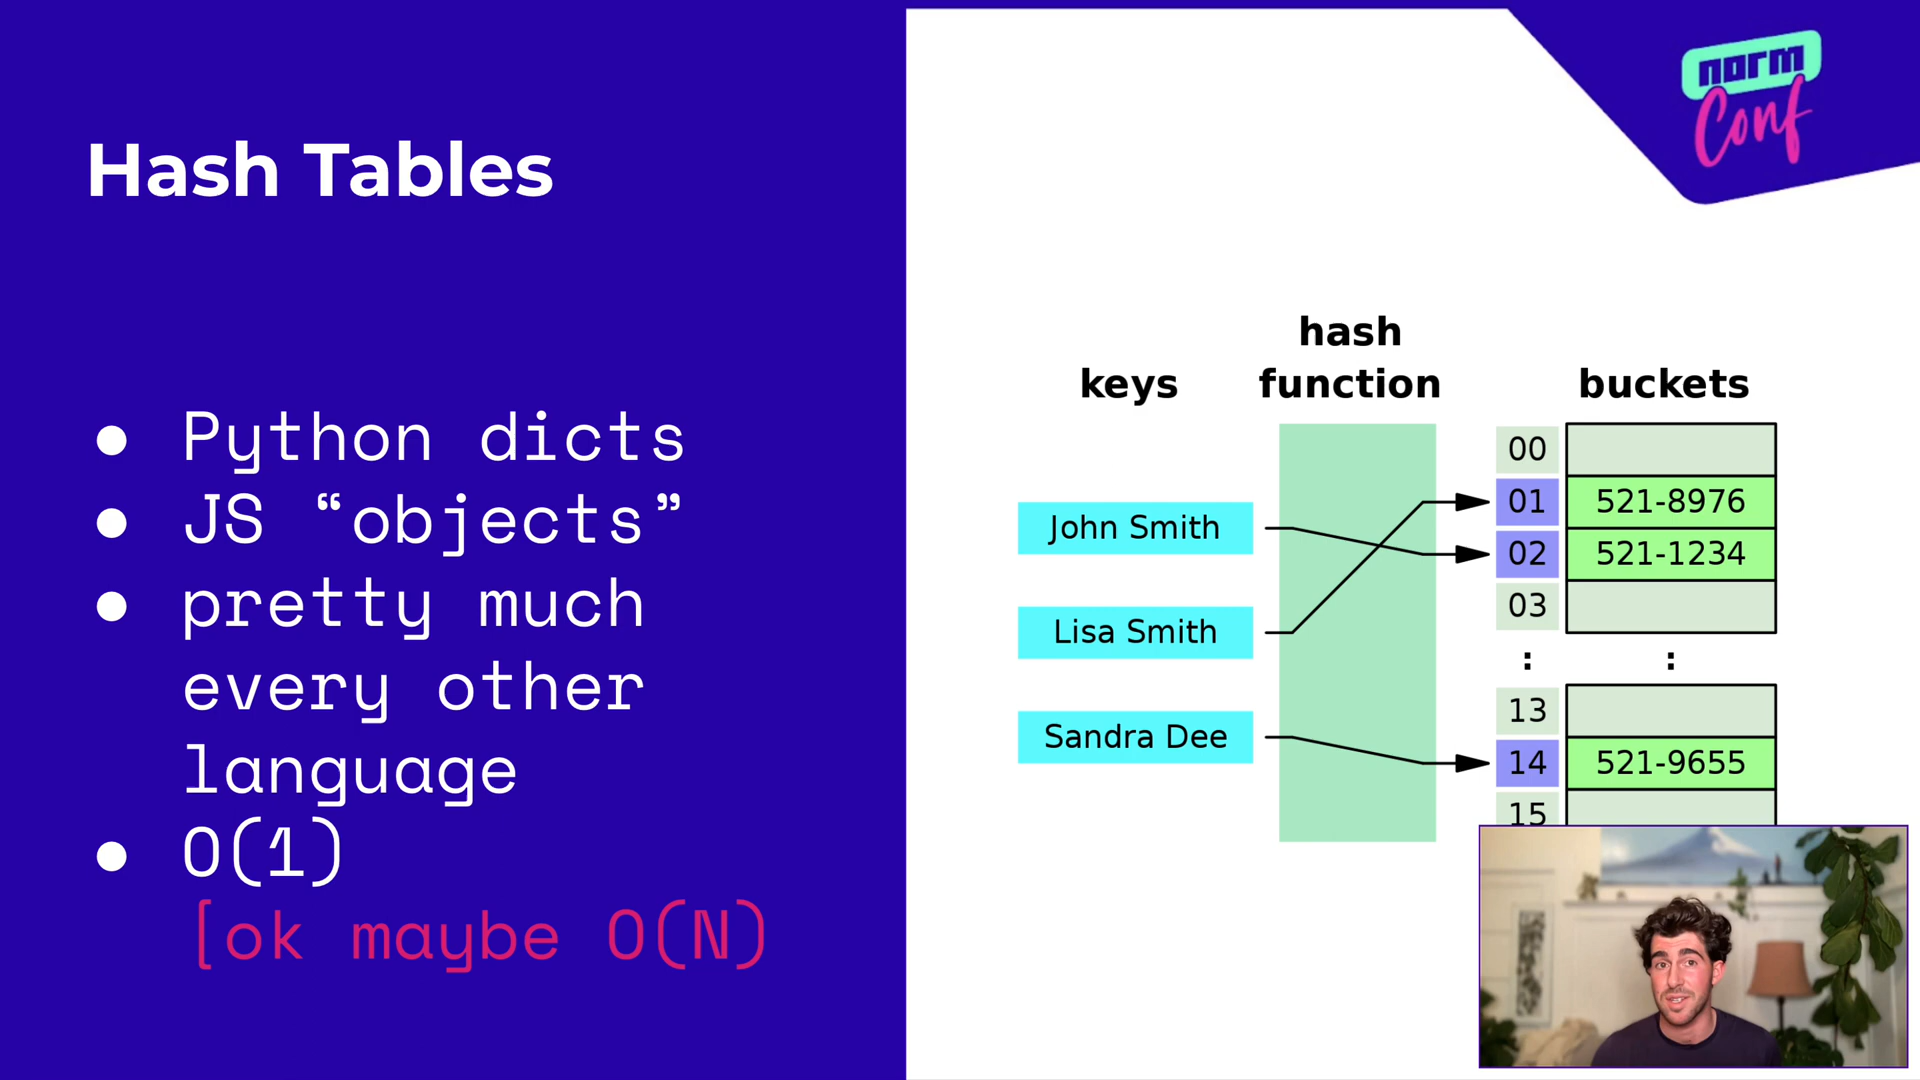 norm
Conf
Hash Tables
● Python dicts
● JS “objects”
● pretty much
every other
language
● O(1)
[ok maybe O(N)
hash
keys function buckets
00
01 521-8976
John Smith
02 521-1234
03
Lisa Smith
: :
13
Sandra Dee
14 521-9655
15